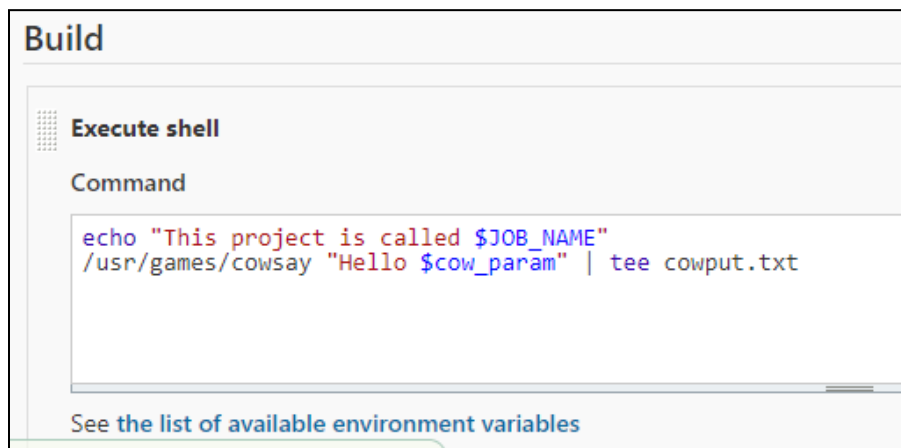 Build
Execute shell
Command
echo "This project is called $JOB_NAME"
/usr/games/cowsay "Hello $cow_param" | tee cowput.txt
See the list of available environment variables